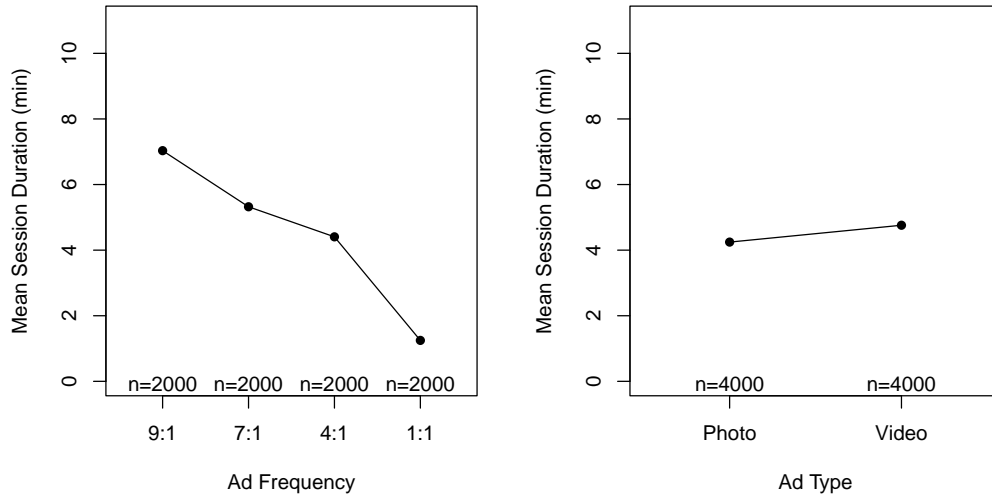 Mean Session Duration (min)
10
8
6
4
2
0
n=2000 n=2000 n=2000 n=2000
9:1 7:1 4:1 1:1
Ad Frequency
Mean Session Duration (min)
10
8
6
4
2
0
n=4000 n=4000
Photo Video
Ad Type